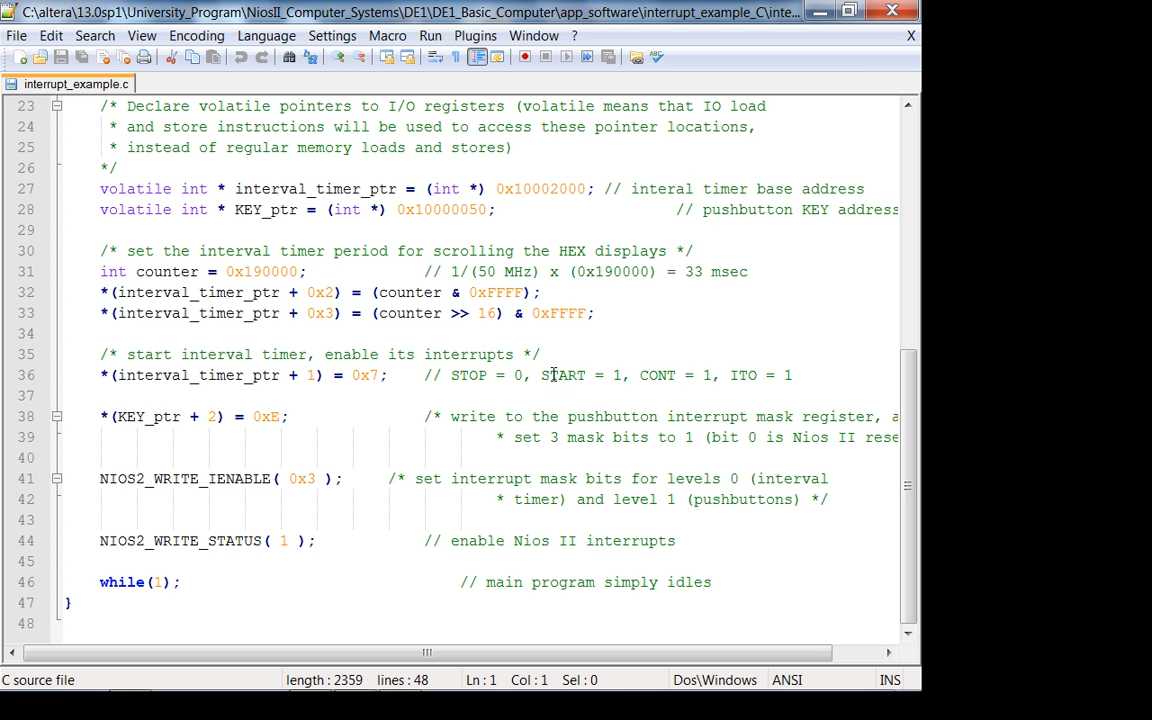 C:\altera\13.0sp1\University_Program\NiosII_Computer_Systems\DE1\DE1_Basic_Computer\app_software\interrupt_example_C\inte...
File Edit Search View Encoding Language Settings Macro Run Plugins Window ? X
interrupt_example.c
23 /* Declare volatile pointers to I/O registers (volatile means that IO load
24 * and store instructions will be used to access these pointer locations,
25 * instead of regular memory loads and stores)
26 */
27 volatile int * interval_timer_ptr = (int *) 0x10002000; // interal timer base address
28 volatile int * KEY_ptr = (int *) 0x10000050; // pushbutton KEY address
29
30 /* set the interval timer period for scrolling the HEX displays */
31 int counter = 0x190000; // 1/(50 MHz) x (0x190000) = 33 msec
32 *(interval_timer_ptr + 0x2) = (counter & 0xFFFF);
33 *(interval_timer_ptr + 0x3) = (counter >> 16) & 0xFFFF;
34
35 /* start interval timer, enable its interrupts */
36 *(interval_timer_ptr + 1) = 0x7; // STOP = 0, START = 1, CONT = 1, ITO = 1
37
38 *(KEY_ptr + 2) = 0xE; /* write to the pushbutton interrupt mask register, a
39 * set 3 mask bits to 1 (bit 0 is Nios II rese
40
41 NIOS2_WRITE_IENABLE( 0x3 ); /* set interrupt mask bits for levels 0 (interval
42 * timer) and level 1 (pushbuttons) */
43
44 NIOS2_WRITE_STATUS( 1 ); // enable Nios II interrupts
45
46 while(1); // main program simply idles
47 }
48
C source file length : 2359 lines : 48 Ln : 1 Col : 1 Sel : 0 Dos\Windows ANSI INS